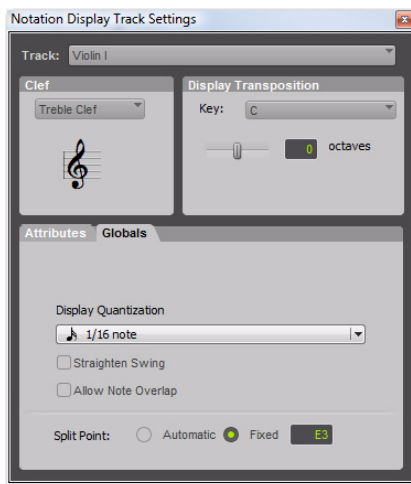 Notation Display Track Settings
Track: Violin I
Clef
Treble Clef
Display Transposition
Key: C
0 octaves
Attributes Globals
Display Quantization
1/16 note
Straighten Swing
Allow Note Overlap
Split Point: Automatic Fixed E3